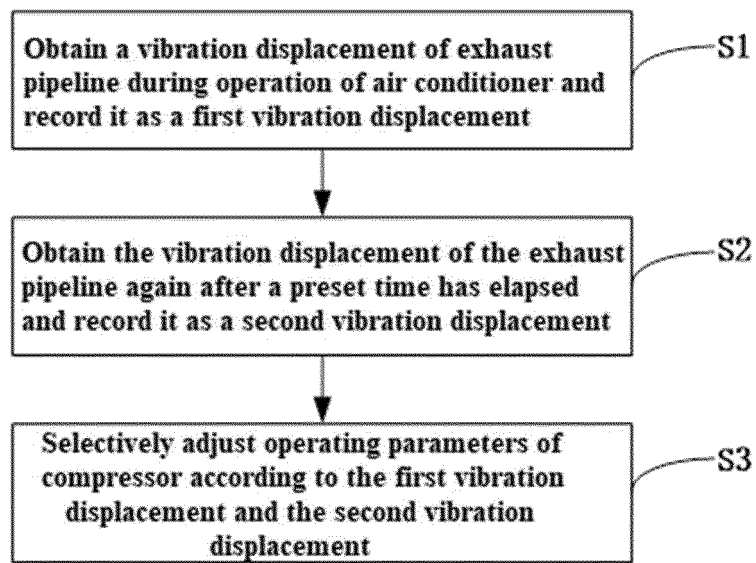 Obtain a vibration displacement of exhaust
pipeline during operation of air conditioner and
record it as a first vibration displacement
S1
Obtain the vibration displacement of the exhaust
pipeline again after a preset time has elapsed
and record it as a second vibration displacement
S2
Selectively adjust operating parameters of
compressor according to the first vibration
displacement and the second vibration
displacement
S3